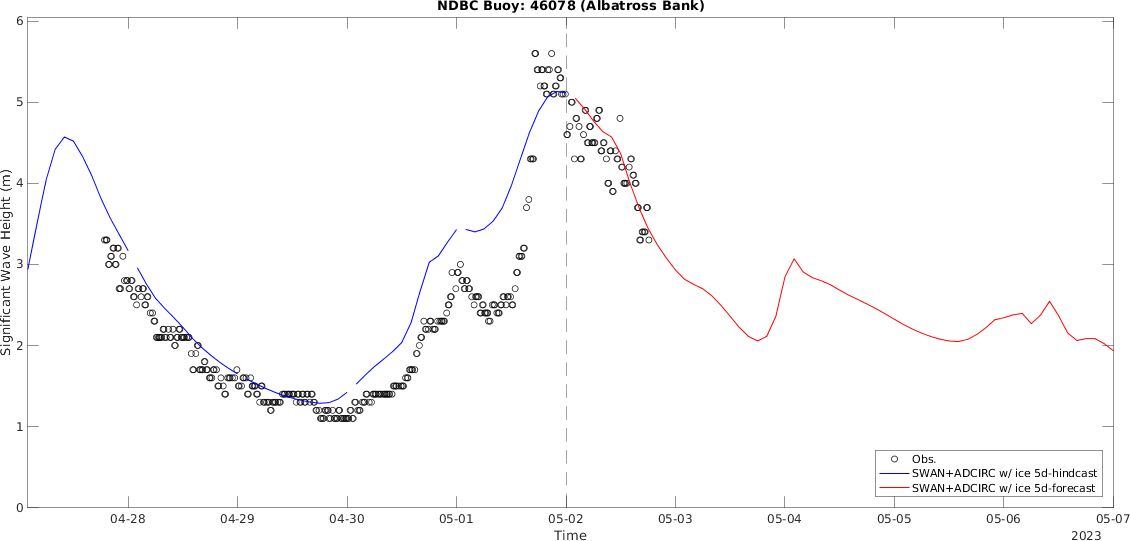 NDBC Buoy: 46078 (Albatross Bank)
6
5
4
3
2
1
0
Significant Wave Height (m)
04-28 04-29 04-30 05-01 05-02 05-03 05-04 05-05 05-06 05-07
Time
2023
Obs.
SWAN+ADCIRC w/ ice 5d-hindcast
SWAN+ADCIRC w/ ice 5d-forecast